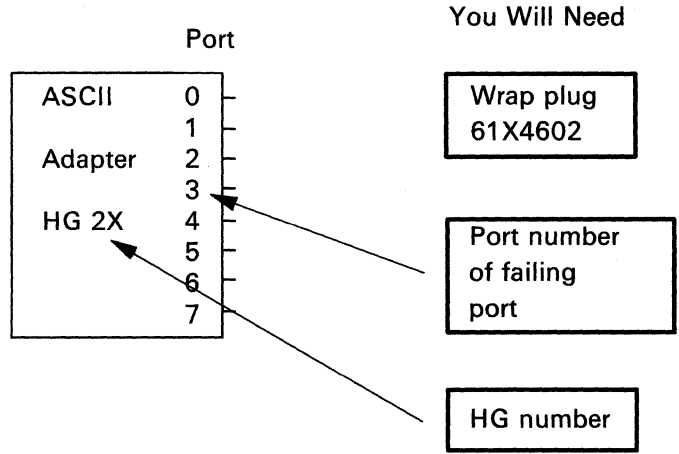 You Will Need
Port
ASCII 0
1
Adapter 2
3
HG 2X 4
5
6
7
Wrap plug
61X4602
Port number
of failing
port
HG number